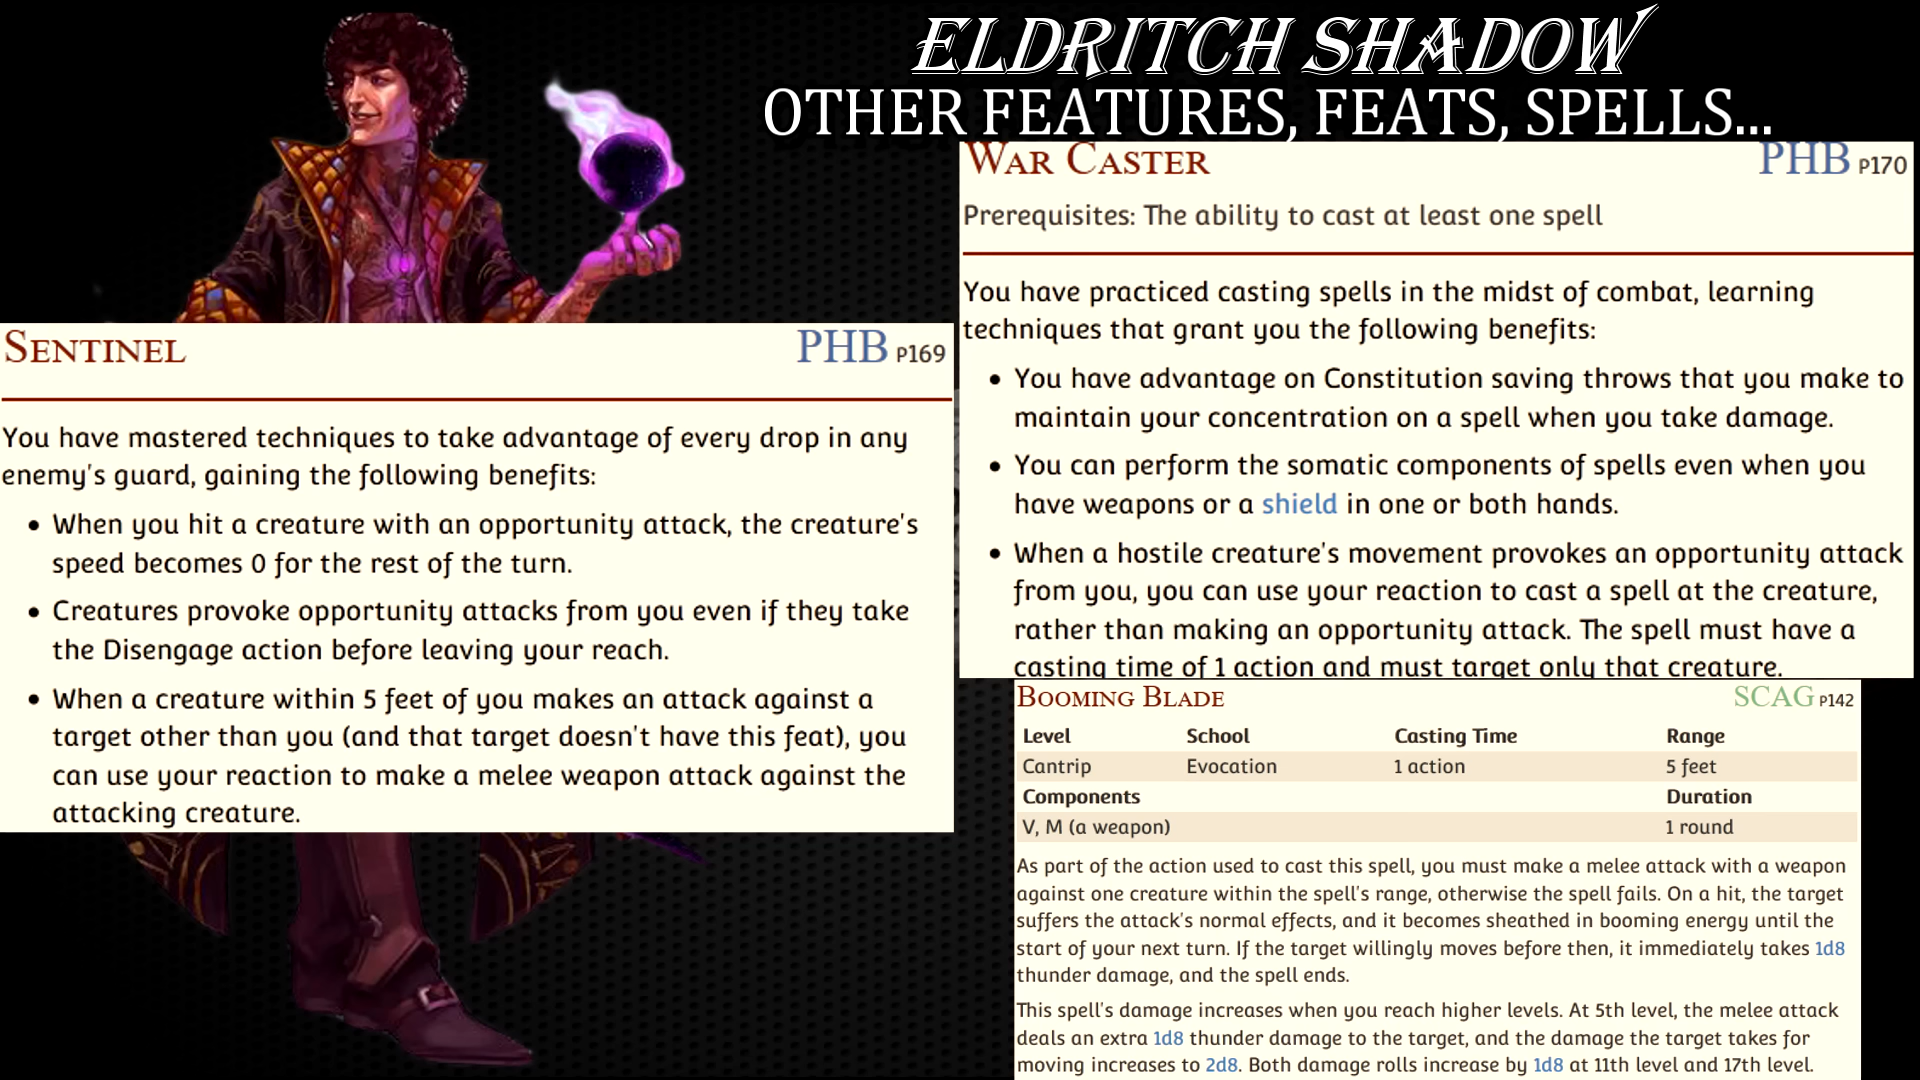 ELDRITCH SHADOW
OTHER FEATURES, FEATS, SPELLS...
SENTINEL PHB P169
You have mastered techniques to take advantage of every drop in any
enemy's guard, gaining the following benefits:
• When you hit a creature with an opportunity attack, the creature's
speed becomes 0 for the rest of the turn.
• Creatures provoke opportunity attacks from you even if they take
the Disengage action before leaving your reach.
• When a creature within 5 feet of you makes an attack against a
target other than you (and that target doesn't have this feat), you
can use your reaction to make a melee weapon attack against the
attacking creature.
WAR CASTER PHB P170
Prerequisites: The ability to cast at least one spell
You have practiced casting spells in the midst of combat, learning
techniques that grant you the following benefits:
• You have advantage on Constitution saving throws that you make to
maintain your concentration on a spell when you take damage.
• You can perform the somatic components of spells even when you
have weapons or a shield in one or both hands.
• When a hostile creature's movement provokes an opportunity attack
from you, you can use your reaction to cast a spell at the creature,
rather than making an opportunity attack. The spell must have a
casting time of 1 action and must target only that creature.
BOOMING BLADE SCAG P142
Level School Casting Time Range
Cantrip Evocation 1 action 5 feet
Components Duration
V, M (a weapon) 1 round
As part of the action used to cast this spell, you must make a melee attack with a weapon
against one creature within the spell's range, otherwise the spell fails. On a hit, the target
suffers the attack's normal effects, and it becomes sheathed in booming energy until the
start of your next turn. If the target willingly moves before then, it immediately takes 1d8
thunder damage, and the spell ends.
This spell's damage increases when you reach higher levels. At 5th level, the melee attack
deals an extra 1d8 thunder damage to the target, and the damage the target takes for
moving increases to 2d8. Both damage rolls increase by 1d8 at 11th level and 17th level.